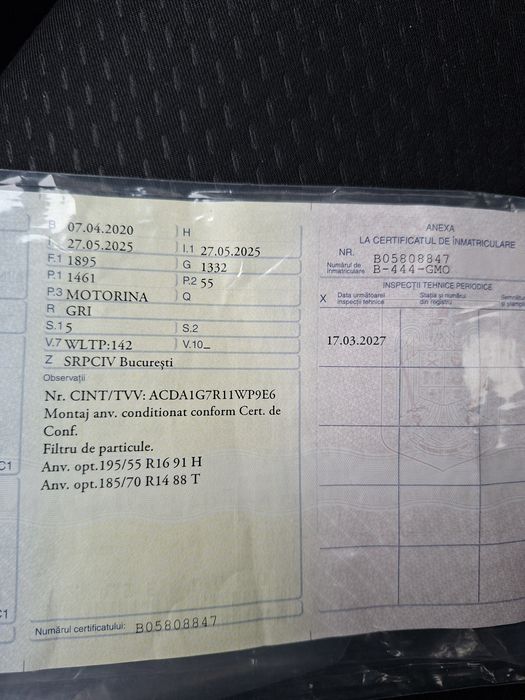 B 07.04.2020 H
I 27.05.2025 I.1 27.05.2025
F.1 1895 G 1332
P.1 1461 P.2 55
P.3 MOTORINA Q
R GRI
S.1 5 S.2
V.7 WLTP:142 V.10_
Z SRPCIV București
Observații
Nr. CINT/TVV: ACDA1G7R11WP9E6
Montaj anv. conditionat conform Cert. de
Conf.
Filtru de particule.
Anv. opt.195/55 R16 91 H
Anv. opt.185/70 R14 88 T
Numărul certificatului: B05808847
C1
C1
ANEXA
LA CERTIFICATUL DE ÎNMATRICULARE
NR. B05808847
Numărul de
înmatriculare B-444-GMO
INSPECȚII TEHNICE PERIODICE
X Data următoarei
inspecții tehnice
Stația și numărul
din registru
17.03.2027